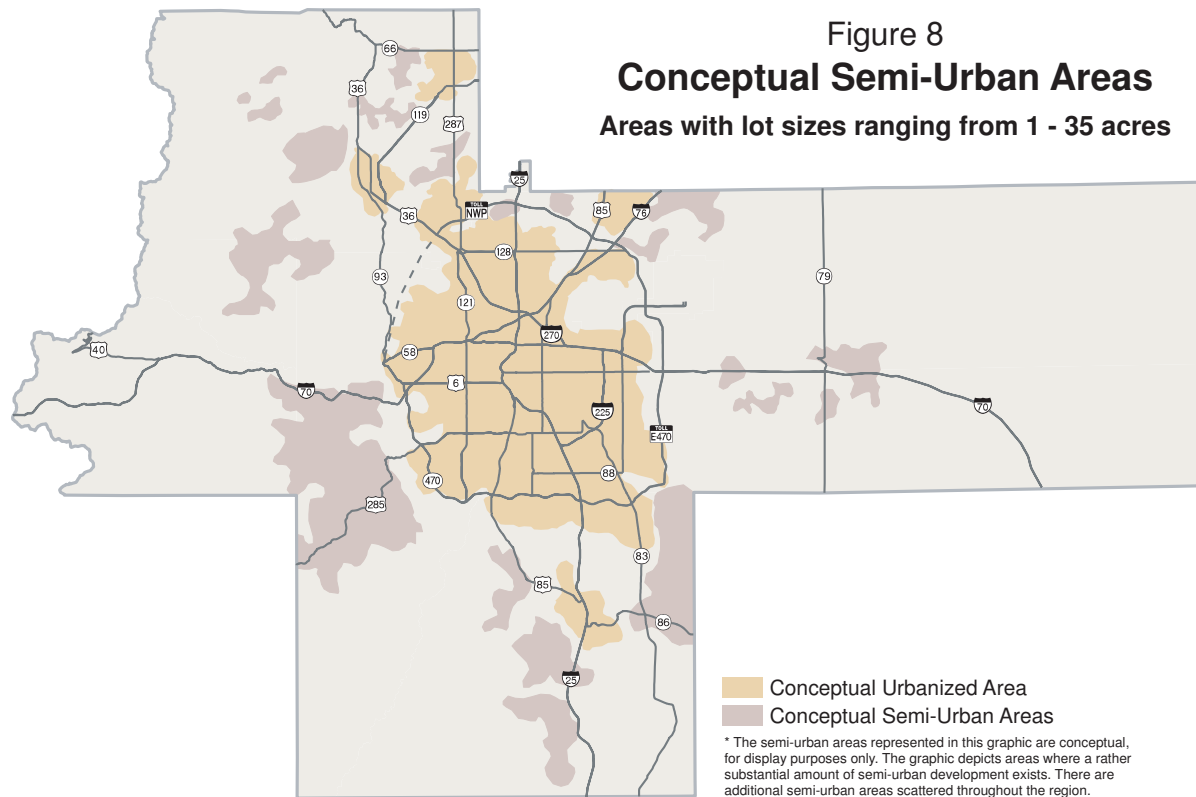 Figure 8
Conceptual Semi-Urban Areas
Areas with lot sizes ranging from 1 - 35 acres
66
36
119
287
25
TOLL
NWP
36
85
76
128
93
79
121
270
58
40
6
70
225
70
TOLL
E470
88
470
285
83
85
86
25
Conceptual Urbanized Area
Conceptual Semi-Urban Areas
* The semi-urban areas represented in this graphic are conceptual,
for display purposes only. The graphic depicts areas where a rather
substantial amount of semi-urban development exists. There are
additional semi-urban areas scattered throughout the region.